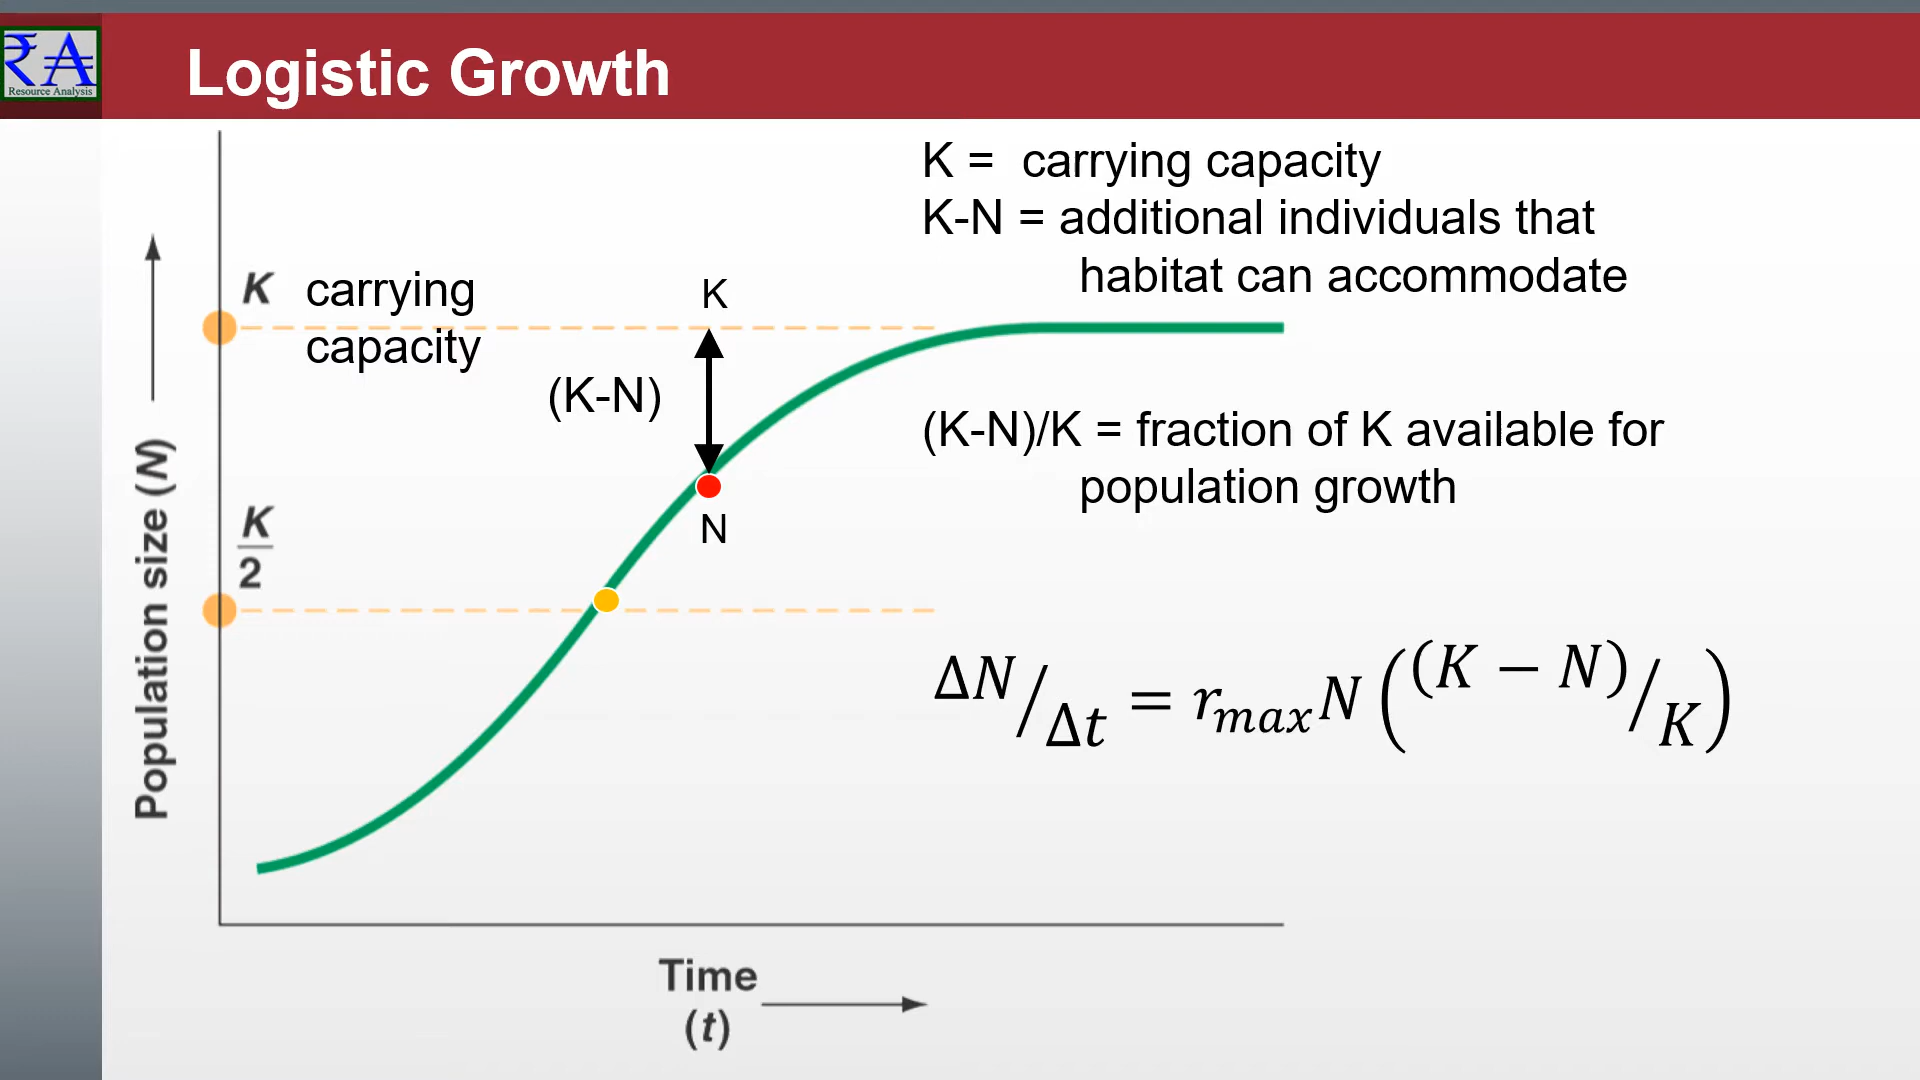 ₹A
Resource Analysis
Logistic Growth
K = carrying capacity
K-N = additional individuals that
habitat can accommodate
K carrying
capacity
K
(K-N)
(K-N)/K = fraction of K available for
population growth
N
K
2
Population size (N)
ΔN/Δt = r_max N ((K − N)/K)
Time
(t)